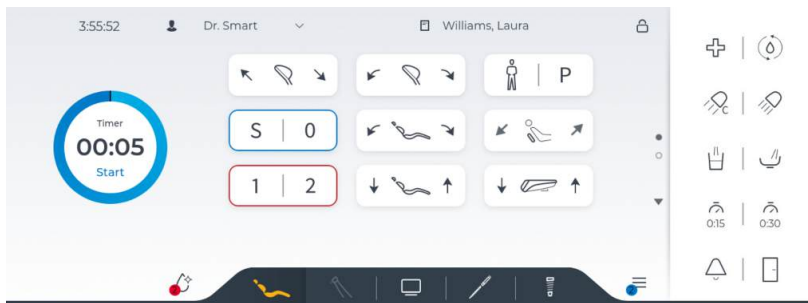 3:55:52 Dr. Smart Williams, Laura
P
Timer
00:05
Start
S 0
1 2
C
0:15 0:30